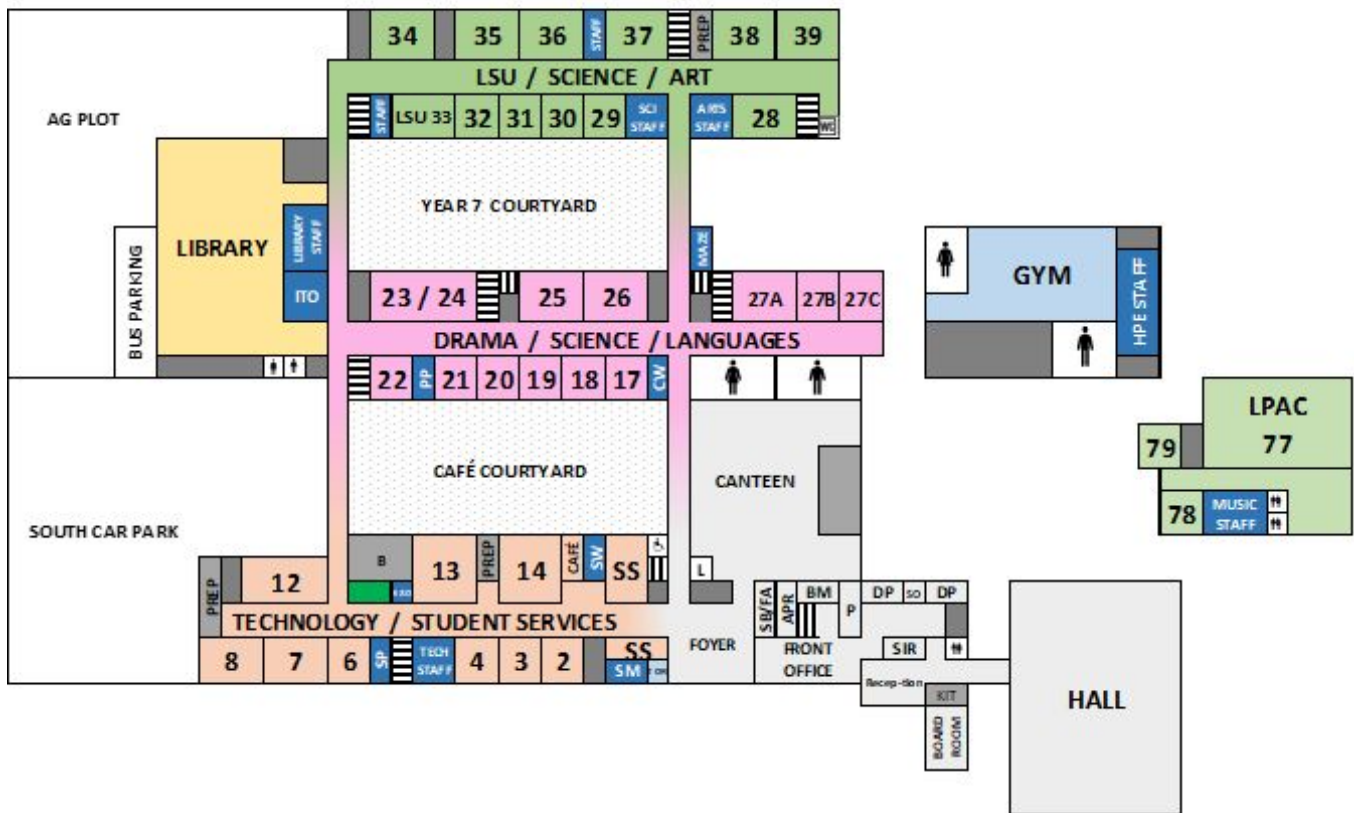 34
35
36
STAFF
37
PREP
38
39
LSU / SCIENCE / ART
AG PLOT
STAFF
LSU 33
32
31
30
29
SCI
STAFF
ARTS
STAFF
28
WC
YEAR 7 COURTYARD
LIBRARY
LIBRARY
STAFF
ITO
BUS PARKING
MAZE
GYM
HPE STAFF
23 / 24
25
26
27A
27B
27C
DRAMA / SCIENCE / LANGUAGES
22
PP
21
20
19
18
17
CW
LPAC
77
79
78
MUSIC
STAFF
CAFÉ COURTYARD
CANTEEN
SOUTH CAR PARK
PREP
12
B
13
PREP
14
CAFÉ
SW
SS
L
TECHNOLOGY / STUDENT SERVICES
FOYER
SB/FA
APR
BM
P
DP
SO
DP
FRONT
OFFICE
SIR
Recep-tion
8
7
6
SP
TECH
STAFF
4
3
2
SS
SM
KIT
BOARD
ROOM
HALL